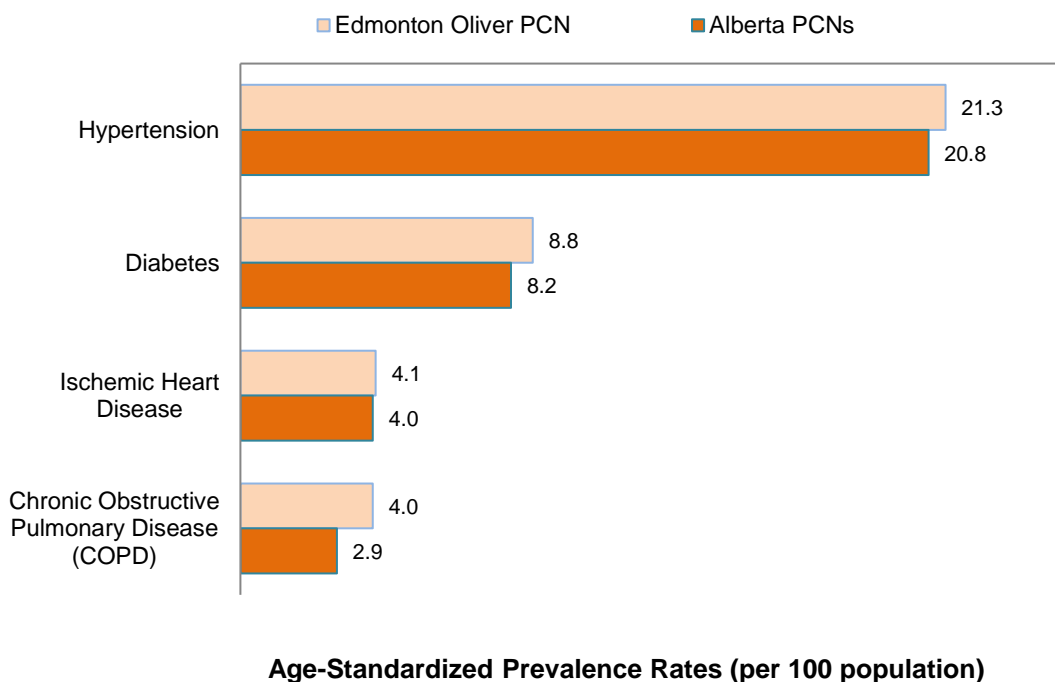 Edmonton Oliver PCN
Alberta PCNs
Hypertension
21.3
20.8
Diabetes
8.8
8.2
Ischemic Heart
Disease
4.1
4.0
Chronic Obstructive
Pulmonary Disease
(COPD)
4.0
2.9
Age-Standardized Prevalence Rates (per 100 population)